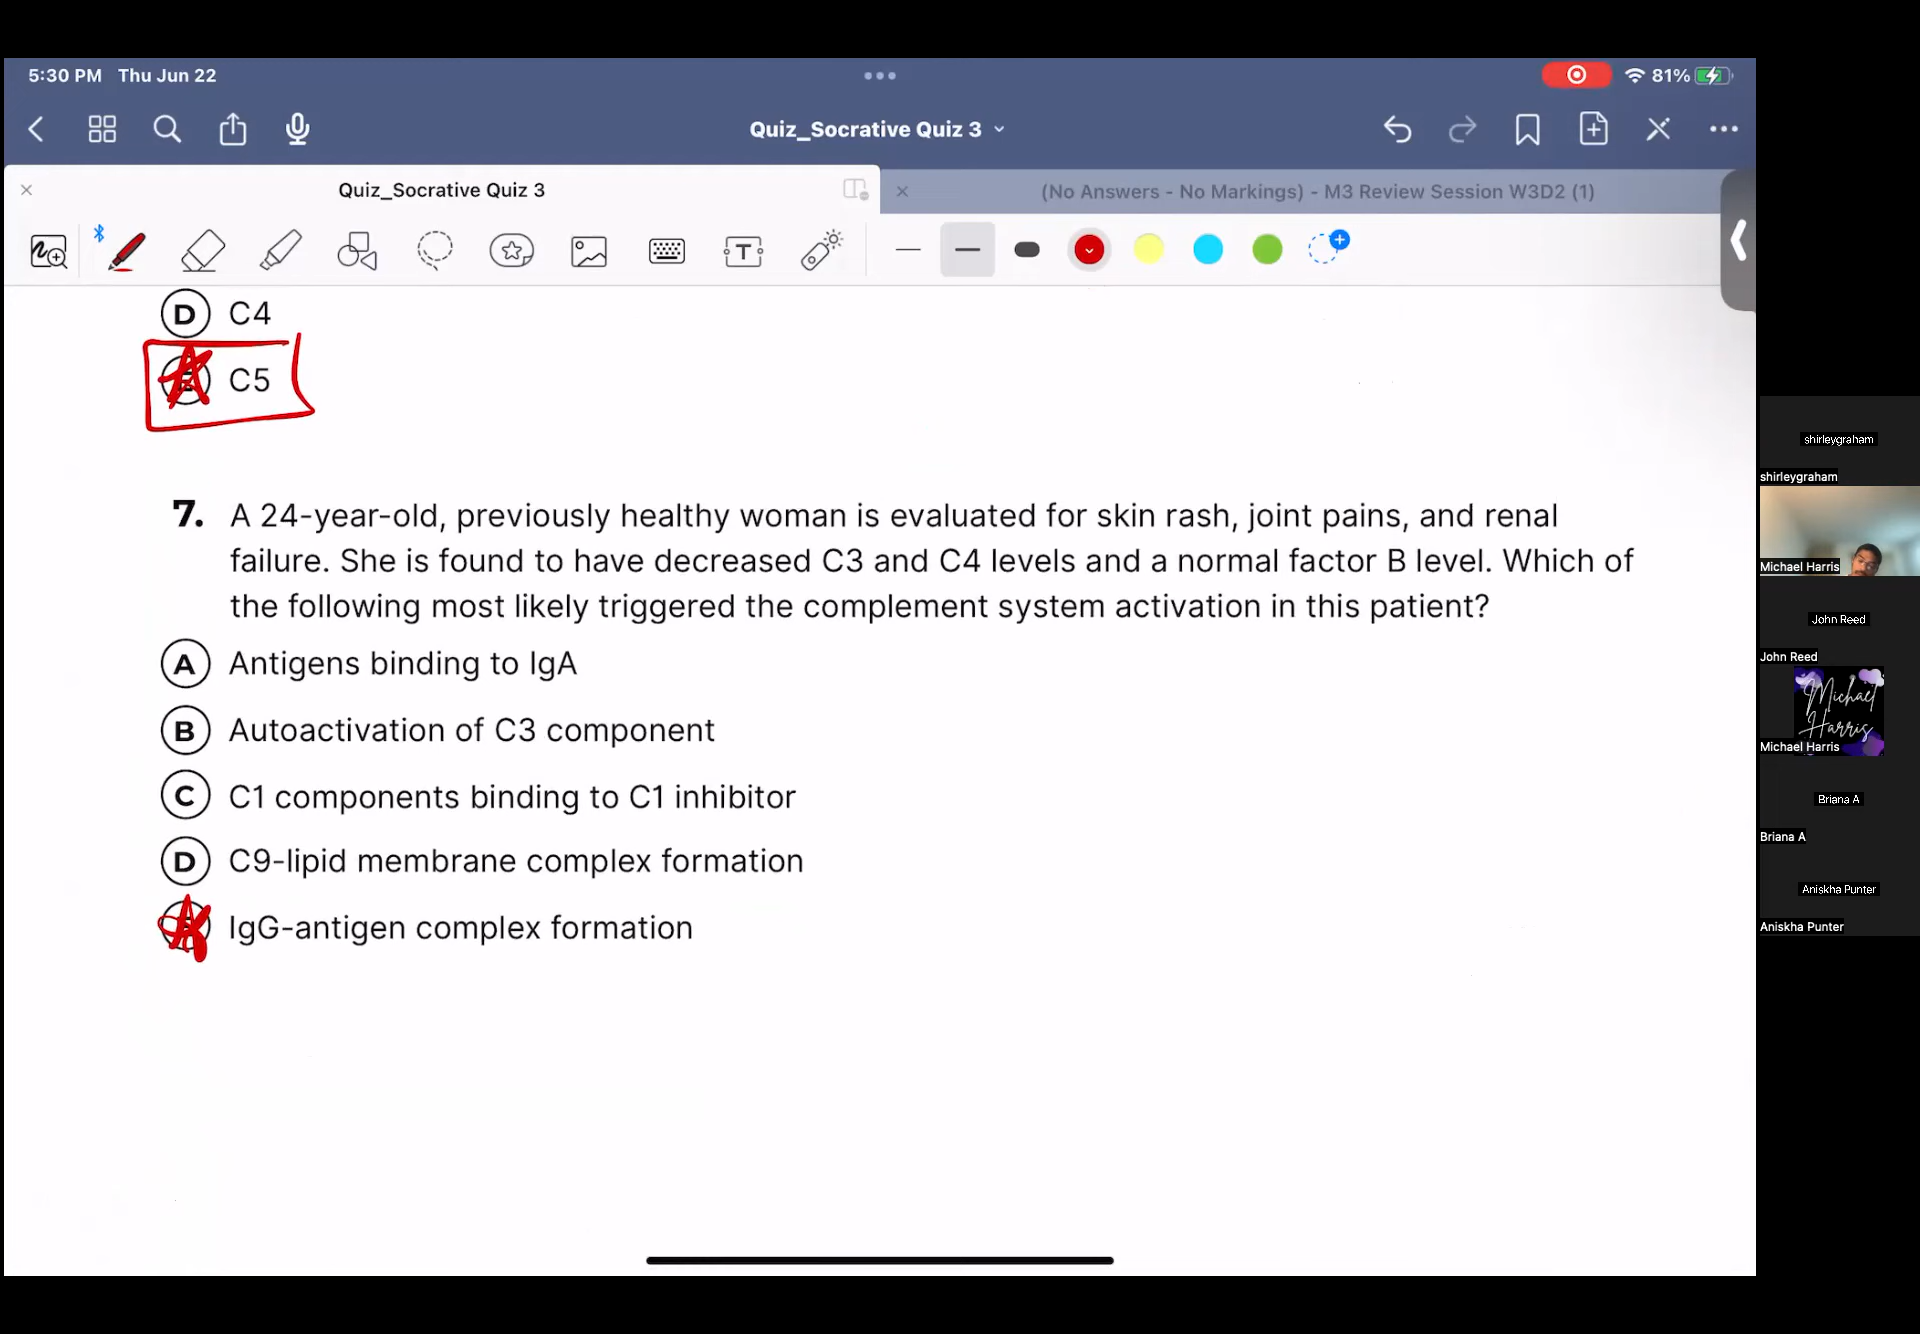 5:30 PM Thu Jun 22
81%
Quiz_Socrative Quiz 3
Quiz_Socrative Quiz 3
(No Answers - No Markings) - M3 Review Session W3D2 (1)
D C4
C5
7. A 24-year-old, previously healthy woman is evaluated for skin rash, joint pains, and renal
failure. She is found to have decreased C3 and C4 levels and a normal factor B level. Which of
the following most likely triggered the complement system activation in this patient?
A Antigens binding to IgA
B Autoactivation of C3 component
C C1 components binding to C1 inhibitor
D C9-lipid membrane complex formation
IgG-antigen complex formation
shirleygraham
shirleygraham
Michael Harris
John Reed
John Reed
Michael
Harris
Michael Harris
Briana A
Briana A
Aniskha Punter
Aniskha Punter